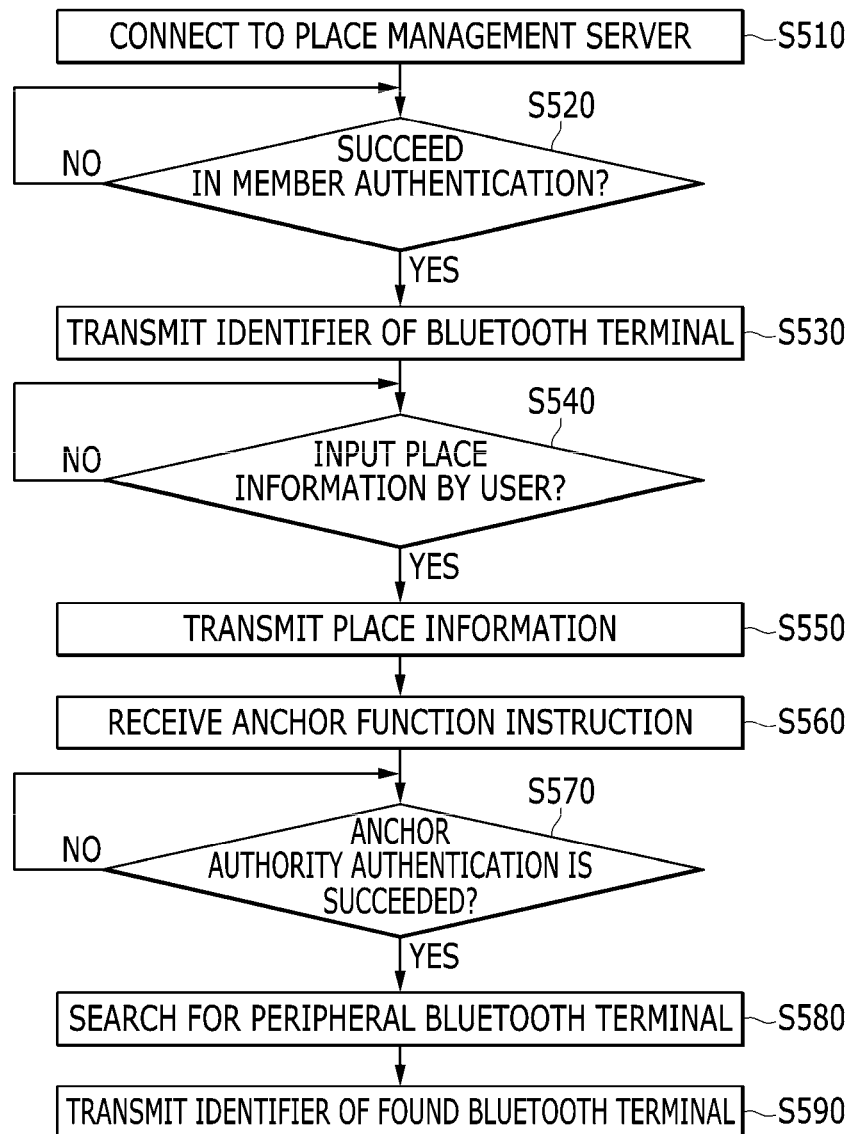 CONNECT TO PLACE MANAGEMENT SERVER S510
S520
SUCCEED
NO IN MEMBER AUTHENTICATION?
YES
TRANSMIT IDENTIFIER OF BLUETOOTH TERMINAL S530
S540
INPUT PLACE
NO INFORMATION BY USER?
YES
TRANSMIT PLACE INFORMATION S550
RECEIVE ANCHOR FUNCTION INSTRUCTION S560
S570
ANCHOR
NO AUTHORITY AUTHENTICATION IS
SUCCEEDED?
YES
SEARCH FOR PERIPHERAL BLUETOOTH TERMINAL S580
TRANSMIT IDENTIFIER OF FOUND BLUETOOTH TERMINAL S590